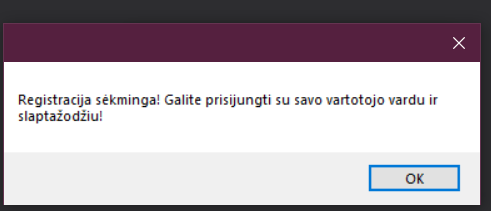 Registracija sėkminga! Galite prisijungti su savo vartotojo vardu ir
slaptažodžiu!
OK